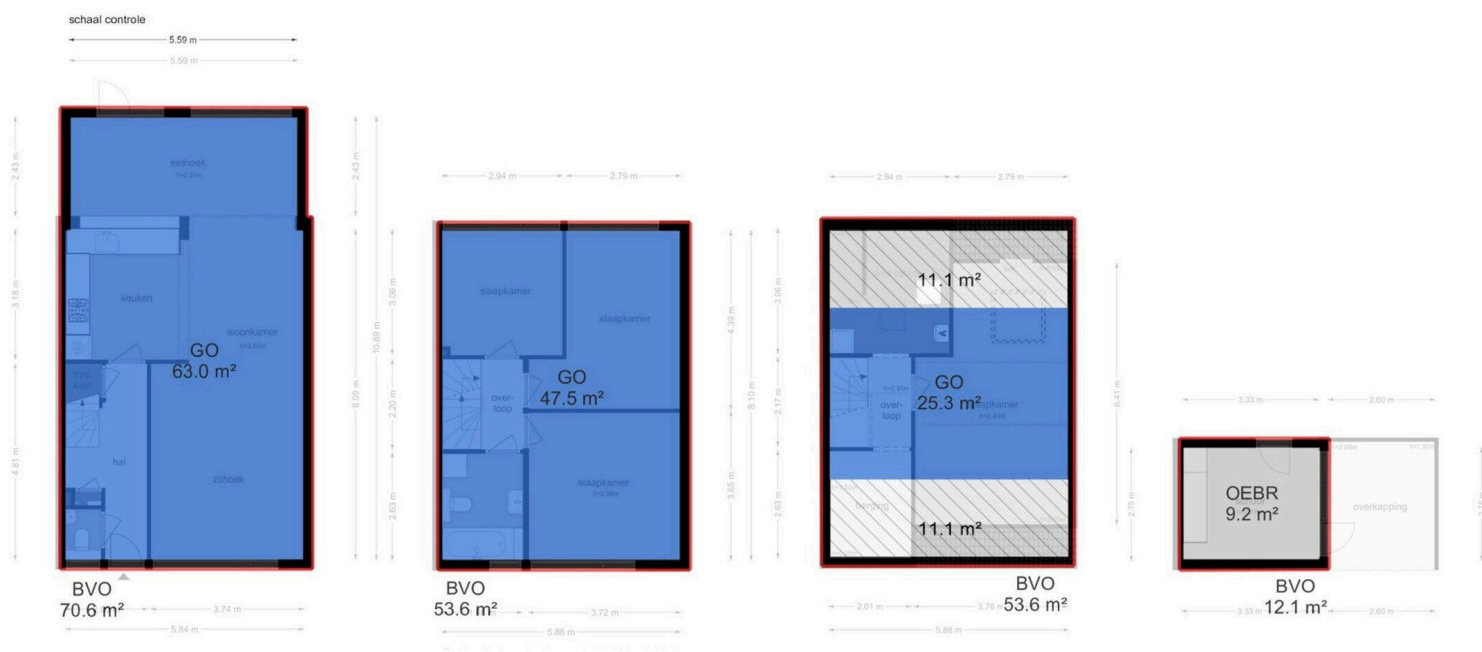 schaal controle
5.59 m
5.59 m
2.43 m
3.18 m
4.81 m
eethoek
keuken
woonkamer
GO
63.0 m²
hal
zithoek
BVO
70.6 m²
3.74 m
5.84 m
2.43 m
8.09 m
10.89 m
2.94 m
2.79 m
slaapkamer
slaapkamer
GO
47.5 m²
over-
loop
slaapkamer
3.06 m
2.20 m
2.63 m
4.39 m
3.65 m
8.10 m
BVO
53.6 m²
3.72 m
5.86 m
2.94 m
2.79 m
11.1 m²
GO
25.3 m²
over-
loop
slaapkamer
berging
11.1 m²
3.06 m
2.17 m
2.63 m
6.41 m
BVO
53.6 m²
2.01 m
3.76 m
5.86 m
3.33 m
2.60 m
OEBR
9.2 m²
overkapping
2.75 m
BVO
12.1 m²
3.33 m
2.60 m